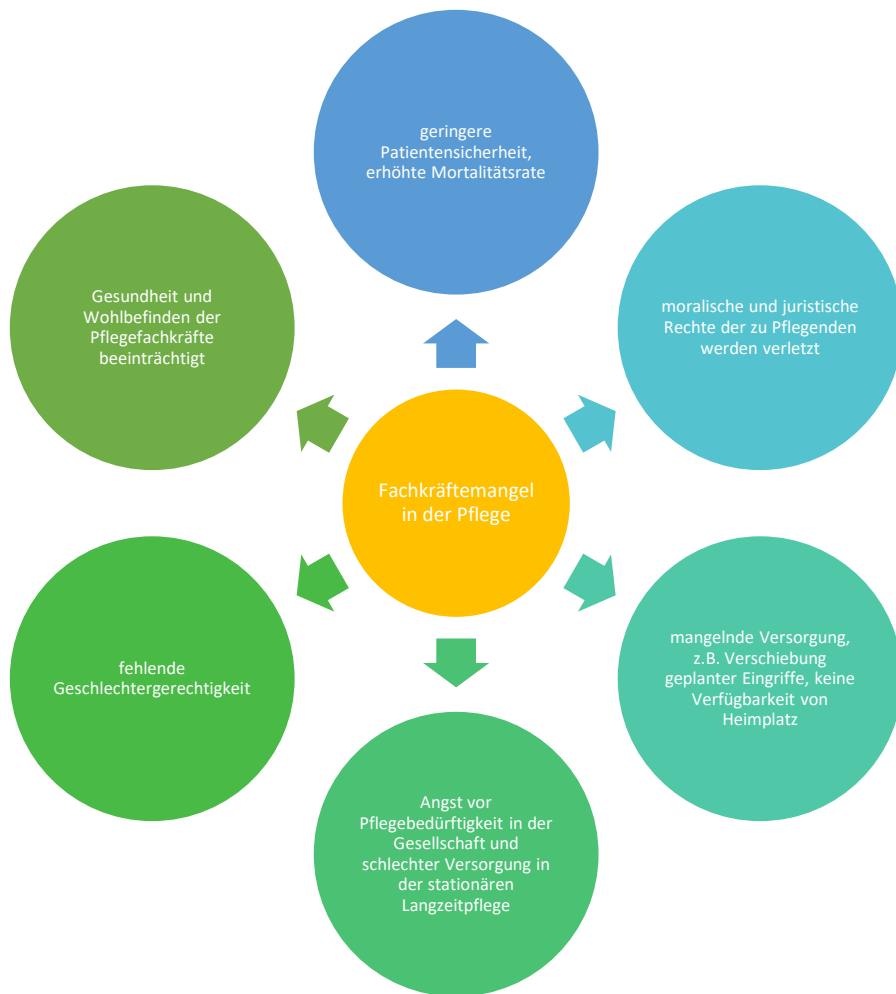 geringere
Patientensicherheit,
erhöhte Mortalitätsrate
moralische und juristische
Rechte der zu Pflegenden
werden verletzt
mangelnde Versorgung,
z.B. Verschiebung
geplanter Eingriffe, keine
Verfügbarkeit von
Heimplatz
Angst vor
Pflegebedürftigkeit in der
Gesellschaft und
schlechter Versorgung in
der stationären
Langzeitpflege
fehlende
Geschlechtergerechtigkeit
Gesundheit und
Wohlbefinden der
Pflegefachkräfte
beeinträchtigt
Fachkräftemangel
in der Pflege